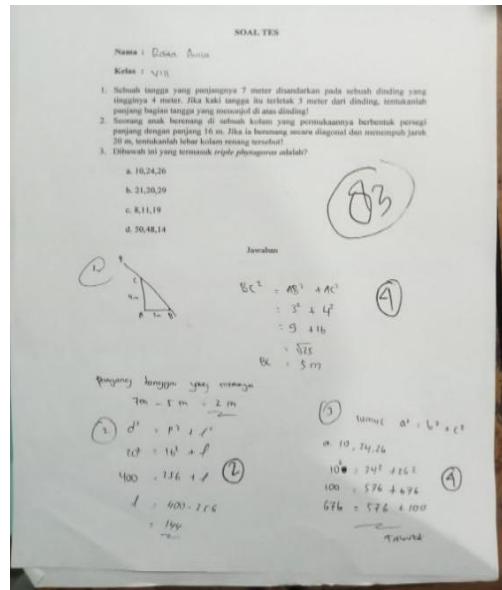 SOAL TES
Nama :
Kelas : VIII
1. Sebuah tangga yang panjangnya 7 meter disandarkan pada sebuah dinding yang
tingginya 4 meter. Jika kaki tangga itu terletak 3 meter dari dinding, tentukanlah
panjang bagian tangga yang menonjol di atas dinding!
2. Seorang anak berenang di sebuah kolam yang permukaannya berbentuk persegi
panjang dengan panjang 16 m. Jika ia berenang secara diagonal dan menempuh jarak
20 m, tentukanlah lebar kolam renang tersebut!
3. Dibawah ini yang termasuk triple phytagoras adalah?
a. 10,24,26
b. 21,20,29
c. 8,11,19
d. 50,48,14
83
Jawaban
1.
C
4m
A 3m B
BC² = AB² + AC²
= 3² + 4²
= 9 + 16
= √25
BC = 5 m
4
tangga yang
7m - 5 m = 2 m
2 d² = p² + l²
20² = 16² + l
400 = 256 + l
l = 400 - 256
= 144
2
3 rumus a² = b² + c²
a. 10, 24, 26
10² = 24² + 26²
100 = 576 + 676
676 = 576 + 100
4